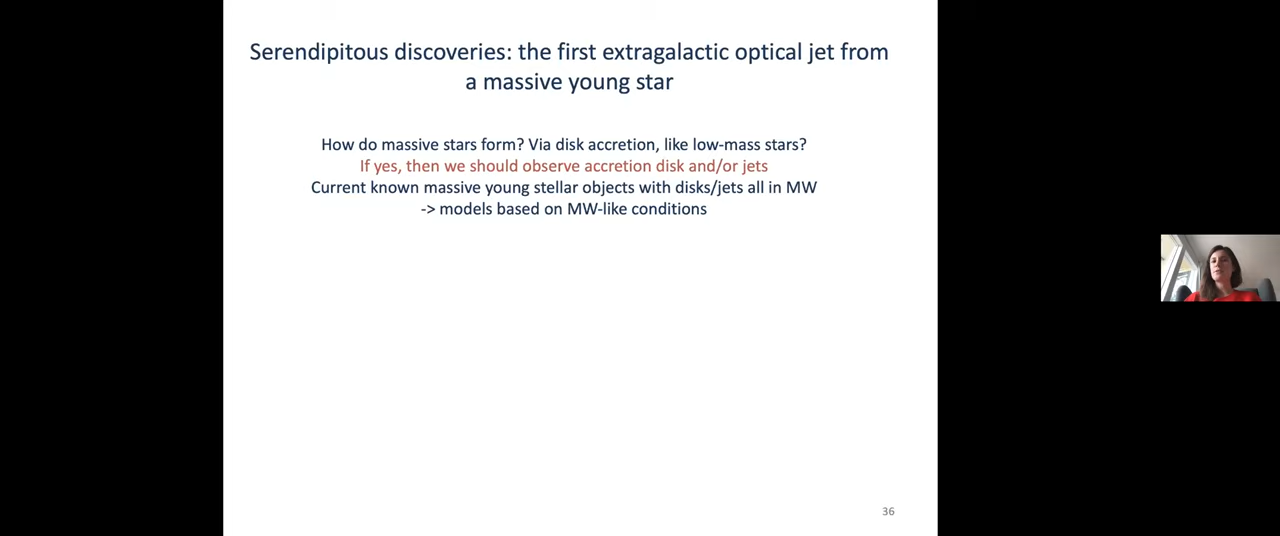 Serendipitous discoveries: the first extragalactic optical jet from
a massive young star
How do massive stars form? Via disk accretion, like low-mass stars?
If yes, then we should observe accretion disk and/or jets
Current known massive young stellar objects with disks/jets all in MW
-> models based on MW-like conditions
36